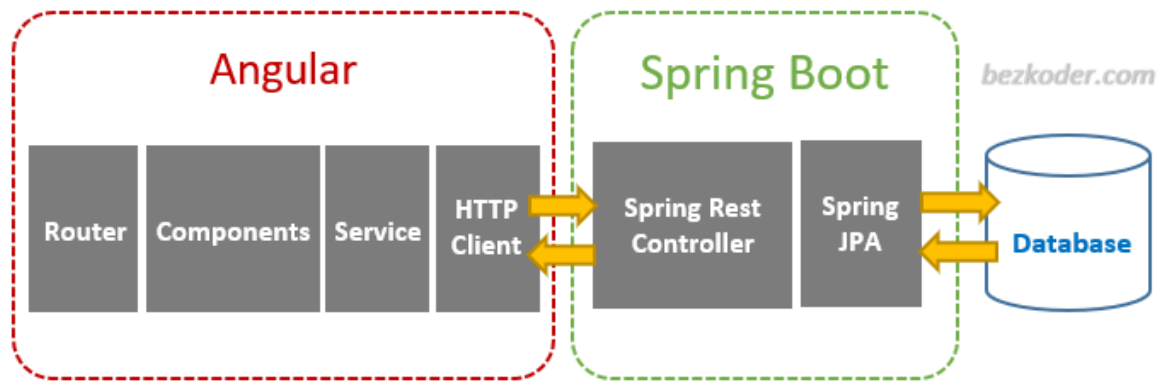 Angular
Spring Boot
bezkoder.com
Router
Components
Service
HTTP
Client
Spring Rest
Controller
Spring
JPA
Database